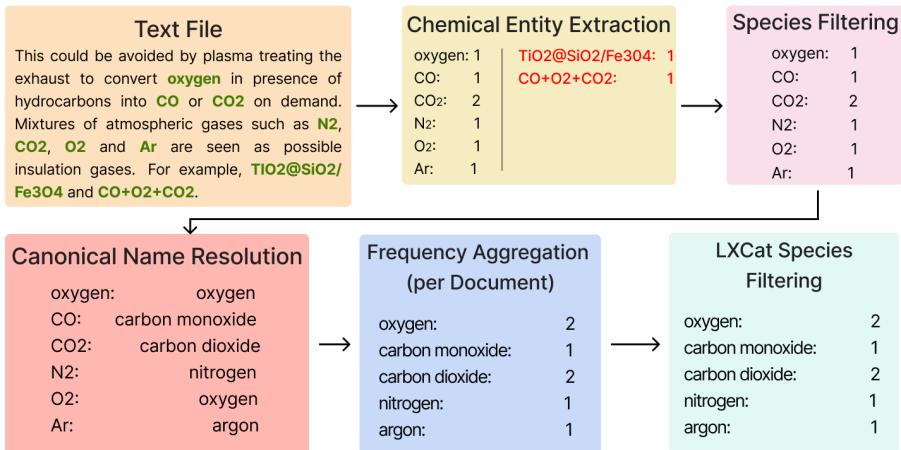 Text File
This could be avoided by plasma treating the
exhaust to convert oxygen in presence of
hydrocarbons into CO or CO2 on demand.
Mixtures of atmospheric gases such as N2,
CO2, O2 and Ar are seen as possible
insulation gases. For example, TIO2@SiO2/
Fe3O4 and CO+O2+CO2.
Chemical Entity Extraction
oxygen: 1
CO: 1
CO2: 2
N2: 1
O2: 1
Ar: 1
TiO2@SiO2/Fe304: 1
CO+O2+CO2: 1
Species Filtering
oxygen: 1
CO: 1
CO2: 2
N2: 1
O2: 1
Ar: 1
Canonical Name Resolution
oxygen: oxygen
CO: carbon monoxide
CO2: carbon dioxide
N2: nitrogen
O2: oxygen
Ar: argon
Frequency Aggregation
(per Document)
oxygen: 2
carbon monoxide: 1
carbon dioxide: 2
nitrogen: 1
argon: 1
LXCat Species
Filtering
oxygen: 2
carbon monoxide: 1
carbon dioxide: 2
nitrogen: 1
argon: 1